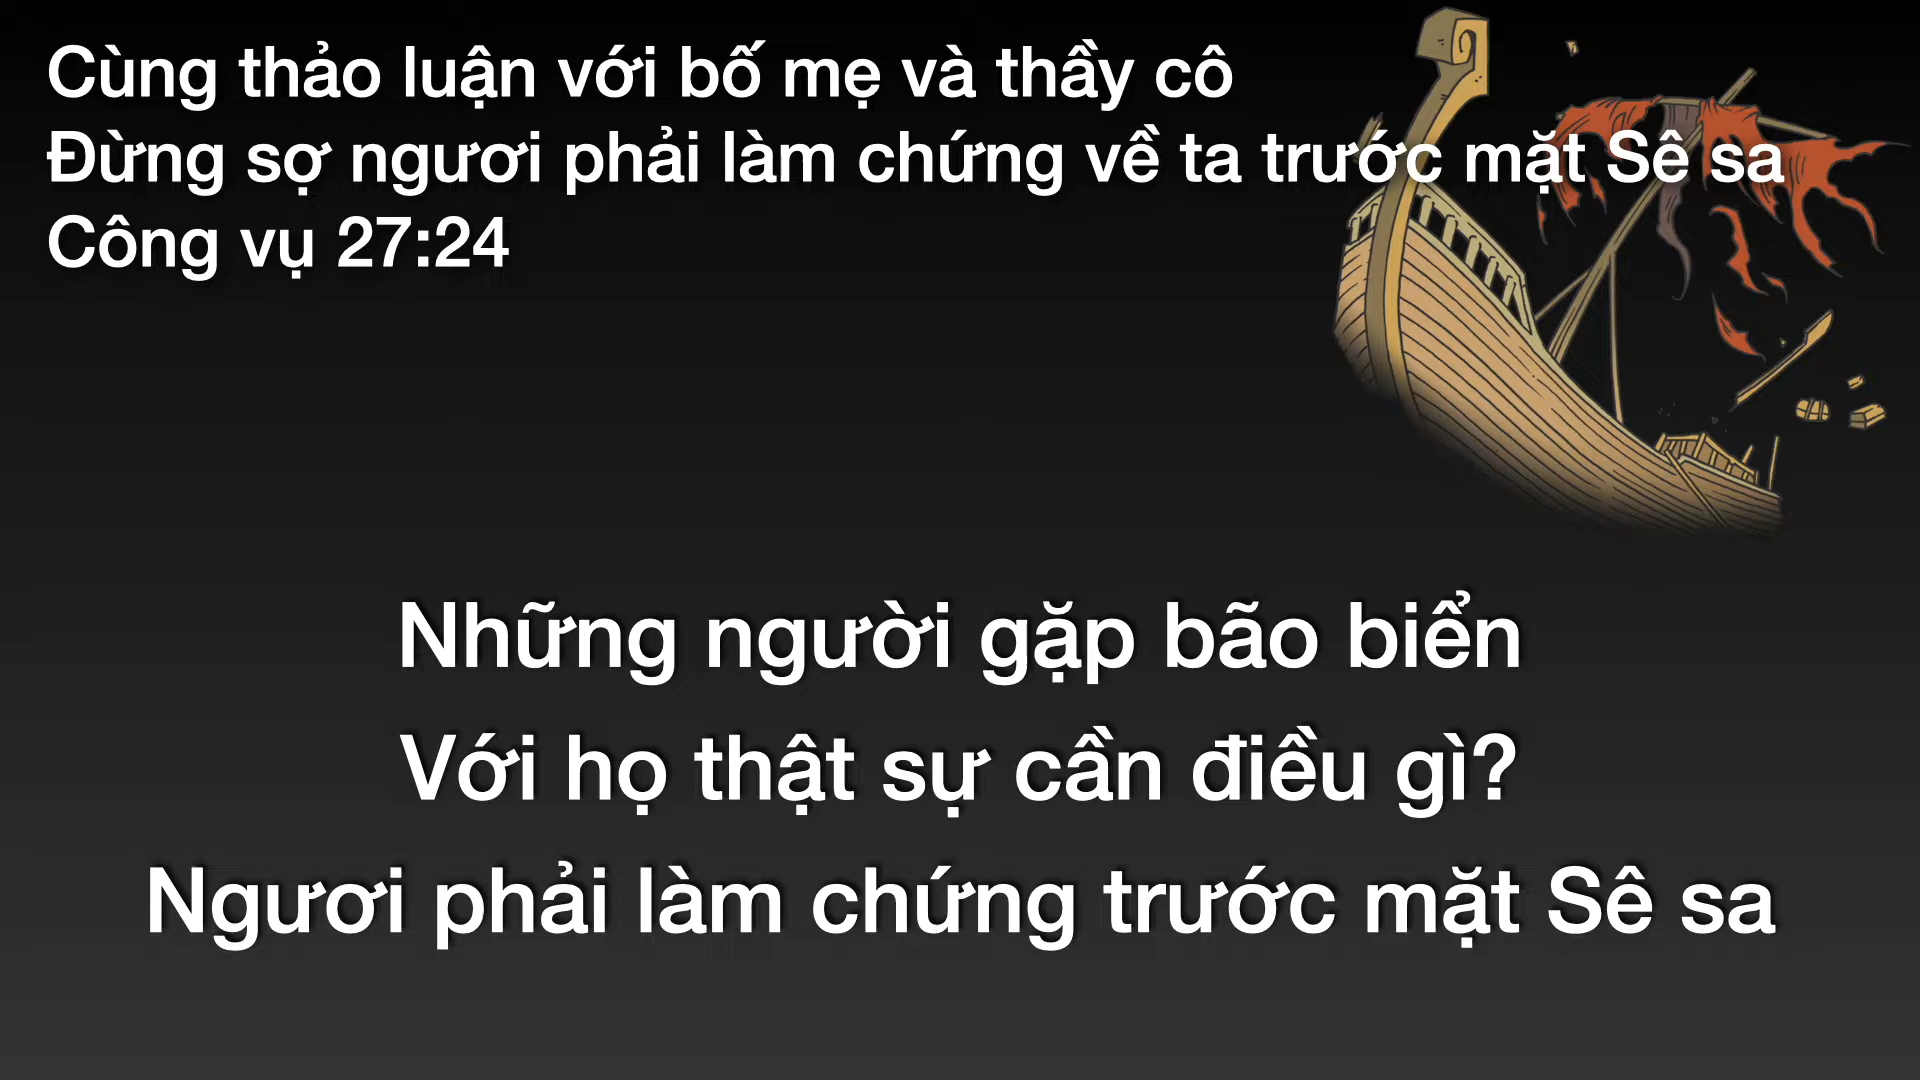 Cùng thảo luận với bố mẹ và thầy cô
Đừng sợ ngươi phải làm chứng về ta trước mặt Sê sa
Công vụ 27:24
Những người gặp bão biển
Với họ thật sự cần điều gì?
Ngươi phải làm chứng trước mặt Sê sa